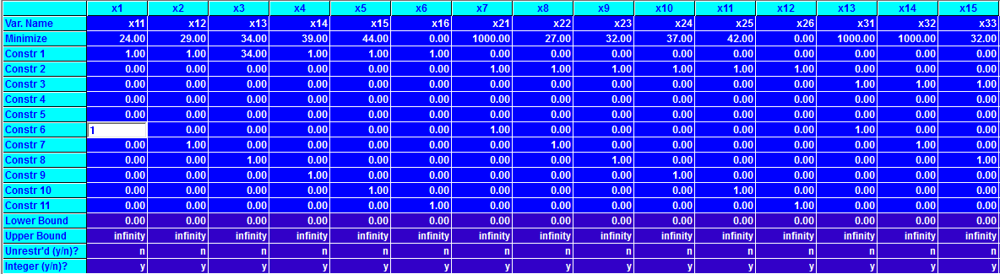 x1 x2 x3 x4 x5 x6 x7 x8 x9 x10 x11 x12 x13 x14 x15
Var. Name x11 x12 x13 x14 x15 x16 x21 x22 x23 x24 x25 x26 x31 x32 x33
Minimize 24.00 29.00 34.00 39.00 44.00 0.00 1000.00 27.00 32.00 37.00 42.00 0.00 1000.00 1000.00 32.00
Constr 1 1.00 1.00 34.00 1.00 1.00 1.00 0.00 0.00 0.00 0.00 0.00 0.00 0.00 0.00 0.00
Constr 2 0.00 0.00 0.00 0.00 0.00 0.00 1.00 1.00 1.00 1.00 1.00 1.00 0.00 0.00 0.00
Constr 3 0.00 0.00 0.00 0.00 0.00 0.00 0.00 0.00 0.00 0.00 0.00 0.00 1.00 1.00 1.00
Constr 4 0.00 0.00 0.00 0.00 0.00 0.00 0.00 0.00 0.00 0.00 0.00 0.00 0.00 0.00 0.00
Constr 5 0.00 0.00 0.00 0.00 0.00 0.00 0.00 0.00 0.00 0.00 0.00 0.00 0.00 0.00 0.00
Constr 6 1 0.00 0.00 0.00 0.00 0.00 1.00 0.00 0.00 0.00 0.00 0.00 1.00 0.00 0.00
Constr 7 0.00 1.00 0.00 0.00 0.00 0.00 0.00 1.00 0.00 0.00 0.00 0.00 0.00 1.00 0.00
Constr 8 0.00 0.00 1.00 0.00 0.00 0.00 0.00 0.00 1.00 0.00 0.00 0.00 0.00 0.00 1.00
Constr 9 0.00 0.00 0.00 1.00 0.00 0.00 0.00 0.00 0.00 1.00 0.00 0.00 0.00 0.00 0.00
Constr 10 0.00 0.00 0.00 0.00 1.00 0.00 0.00 0.00 0.00 0.00 1.00 0.00 0.00 0.00 0.00
Constr 11 0.00 0.00 0.00 0.00 0.00 1.00 0.00 0.00 0.00 0.00 0.00 1.00 0.00 0.00 0.00
Lower Bound 0.00 0.00 0.00 0.00 0.00 0.00 0.00 0.00 0.00 0.00 0.00 0.00 0.00 0.00 0.00
Upper Bound infinity infinity infinity infinity infinity infinity infinity infinity infinity infinity infinity infinity infinity infinity infinity
Unrestr'd (y/n)? n n n n n n n n n n n n n n n
Integer (y/n)? y y y y y y y y y y y y y y y